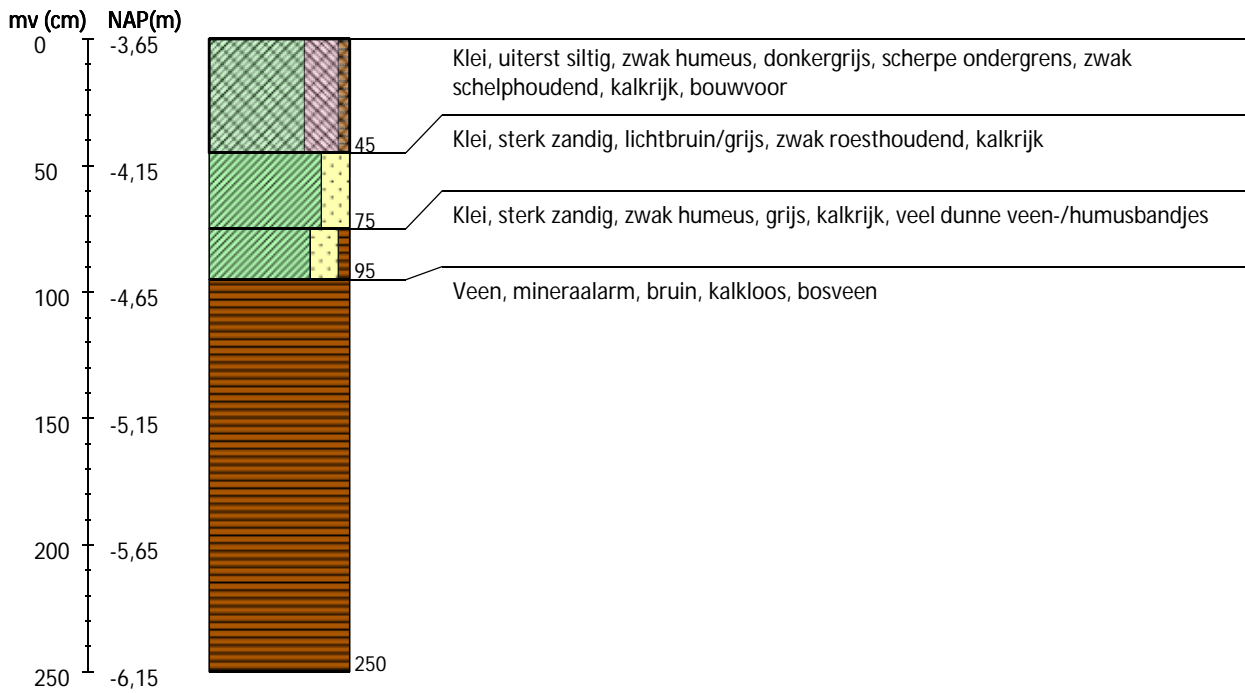 mv (cm) NAP(m)
0 -3,65
Klei, uiterst siltig, zwak humeus, donkergrijs, scherpe ondergrens, zwak
schelphoudend, kalkrijk, bouwvoor
45
Klei, sterk zandig, lichtbruin/grijs, zwak roesthoudend, kalkrijk
50 -4,15
75
Klei, sterk zandig, zwak humeus, grijs, kalkrijk, veel dunne veen-/humusbandjes
95
100 -4,65
Veen, mineraalarm, bruin, kalkloos, bosveen
150 -5,15
200 -5,65
250
250 -6,15